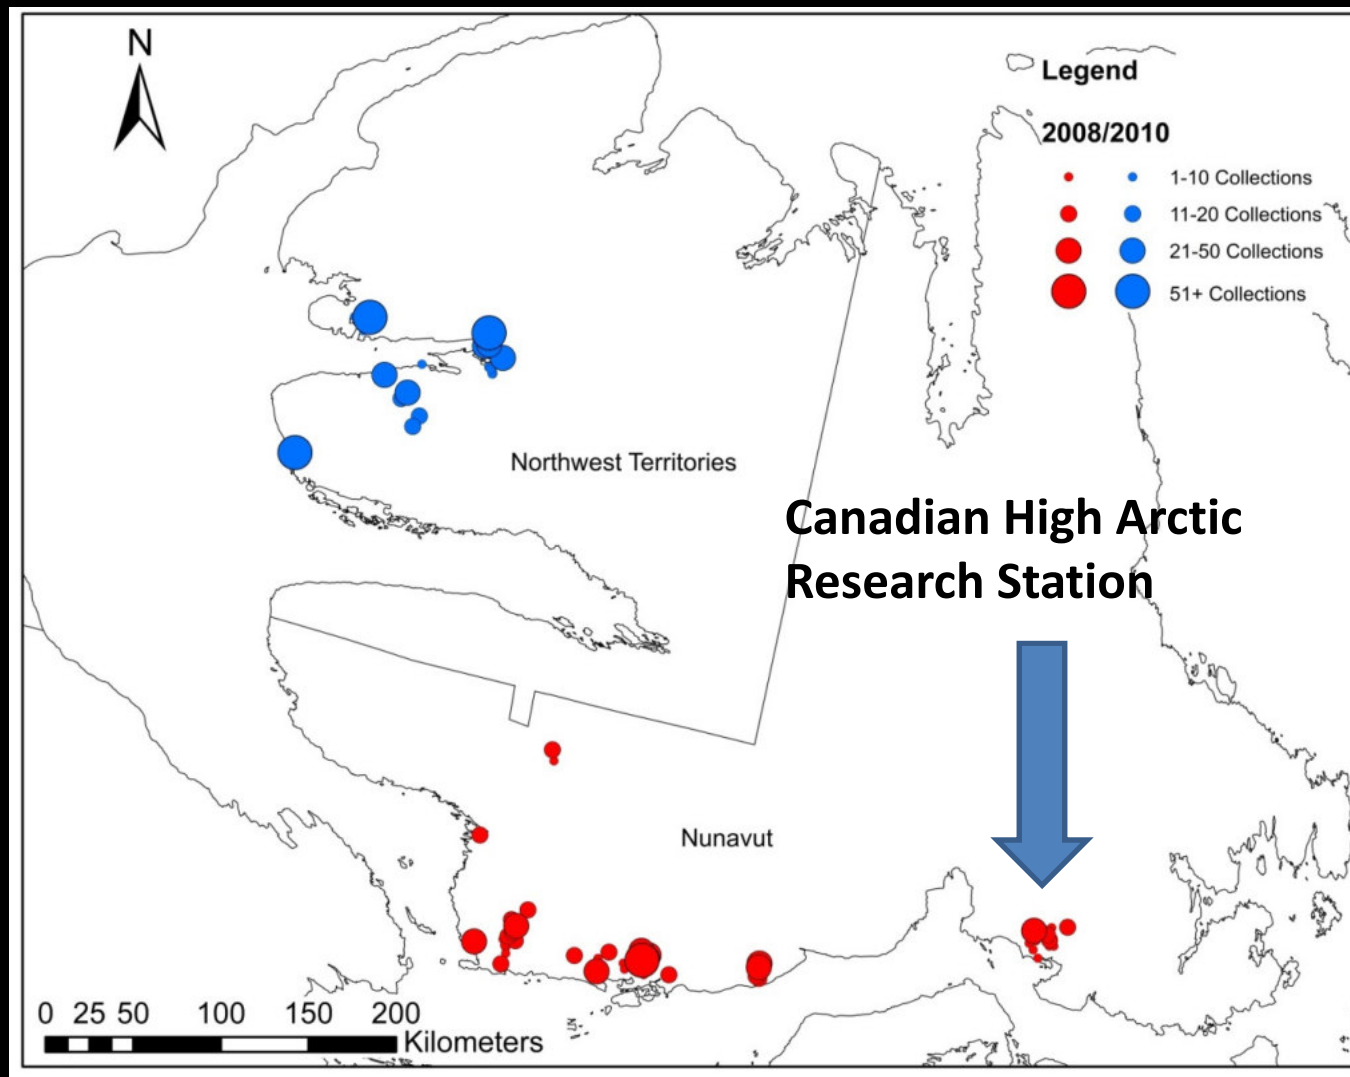 N
Legend
2008/2010
1-10 Collections
11-20 Collections
21-50 Collections
51+ Collections
Northwest Territories
Canadian High Arctic
Research Station
Nunavut
0 25 50 100 150 200
Kilometers